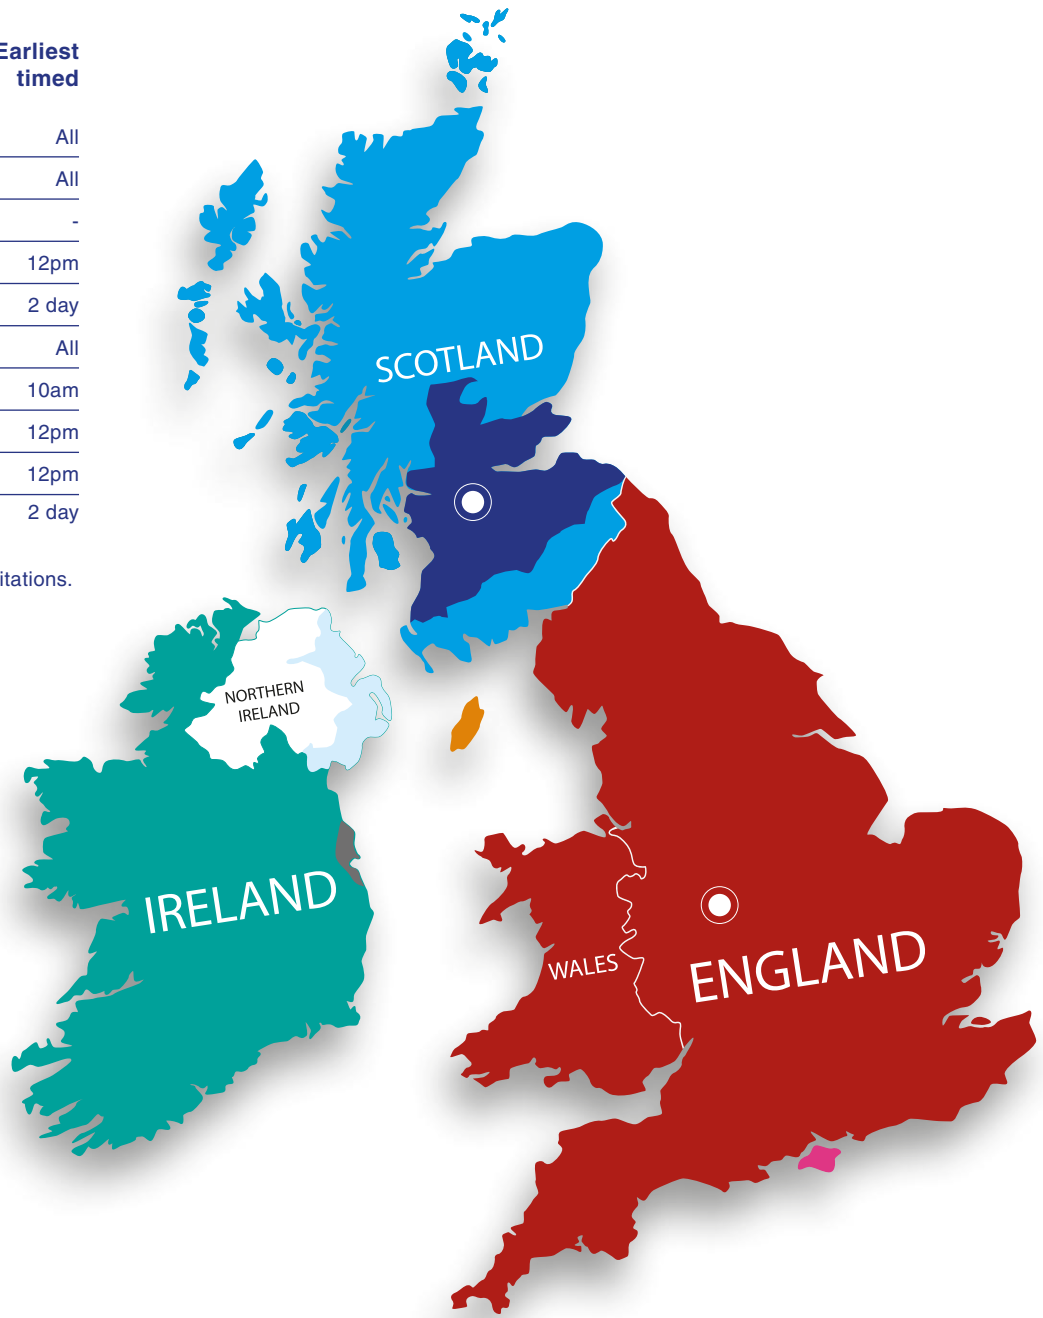 Earliest
timed
All
All
-
12pm
2 day
All
10am
12pm
12pm
2 day
itations.
SCOTLAND
NORTHERN
IRELAND
IRELAND
WALES
ENGLAND